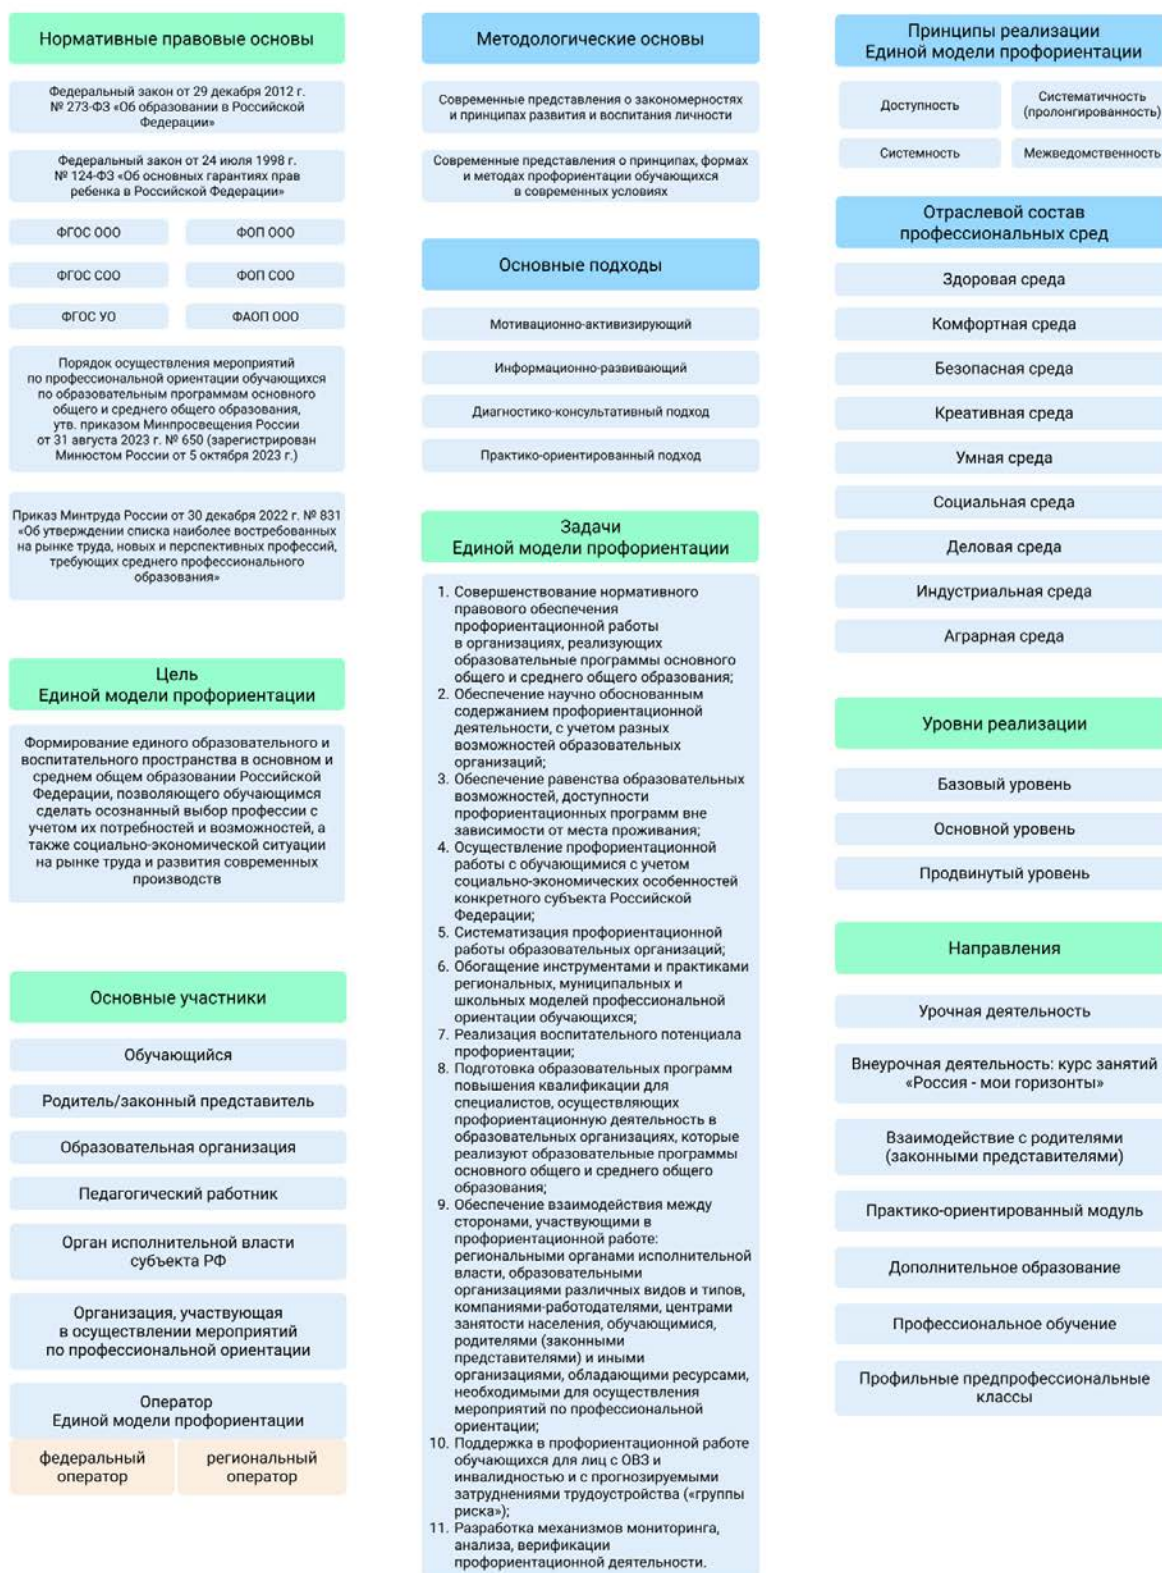 Нормативные правовые основы
Федеральный закон от 29 декабря 2012 г.
№ 273-ФЗ «Об образовании в Российской
Федерации»
Федеральный закон от 24 июля 1998 г.
№ 124-ФЗ «Об основных гарантиях прав
ребенка в Российской Федерации»
ФГОС ООО
ФОП ООО
ФГОС СОО
ФОП СОО
ФГОС УО
ФАОП ООО
Порядок осуществления мероприятий
по профессиональной ориентации обучающихся
по образовательным программам основного
общего и среднего общего образования,
утв. приказом Минпросвещения России
от 31 августа 2023 г. № 650 (зарегистрирован
Минюстом России от 5 октября 2023 г.)
Приказ Минтруда России от 30 декабря 2022 г. № 831
«Об утверждении списка наиболее востребованных
на рынке труда, новых и перспективных профессий,
требующих среднего профессионального
образования»
Цель
Единой модели профориентации
Формирование единого образовательного и
воспитательного пространства в основном и
среднем общем образовании Российской
Федерации, позволяющего обучающимся
сделать осознанный выбор профессии с
учетом их потребностей и возможностей, а
также социально-экономической ситуации
на рынке труда и развития современных
производств
Основные участники
Обучающийся
Родитель/законный представитель
Образовательная организация
Педагогический работник
Орган исполнительной власти
субъекта РФ
Организация, участвующая
в осуществлении мероприятий
по профессиональной ориентации
Оператор
Единой модели профориентации
федеральный
оператор
региональный
оператор
Методологические основы
Современные представления о закономерностях
и принципах развития и воспитания личности
Современные представления о принципах, формах
и методах профориентации обучающихся
в современных условиях
Основные подходы
Мотивационно-активизирующий
Информационно-развивающий
Диагностико-консультативный подход
Практико-ориентированный подход
Задачи
Единой модели профориентации
1. Совершенствование нормативного
правового обеспечения
профориентационной работы
в организациях, реализующих
образовательные программы основного
общего и среднего общего образования;
2. Обеспечение научно обоснованным
содержанием профориентационной
деятельности, с учетом разных
возможностей образовательных
организаций;
3. Обеспечение равенства образовательных
возможностей, доступности
профориентационных программ вне
зависимости от места проживания;
4. Осуществление профориентационной
работы с обучающимися с учетом
социально-экономических особенностей
конкретного субъекта Российской
Федерации;
5. Систематизация профориентационной
работы образовательных организаций;
6. Обогащение инструментами и практиками
региональных, муниципальных и
школьных моделей профессиональной
ориентации обучающихся;
7. Реализация воспитательного потенциала
профориентации;
8. Подготовка образовательных программ
повышения квалификации для
специалистов, осуществляющих
профориентационную деятельность в
образовательных организациях, которые
реализуют образовательные программы
основного общего и среднего общего
образования;
9. Обеспечение взаимодействия между
сторонами, участвующими в
профориентационной работе:
региональными органами исполнительной
власти, образовательными
организациями различных видов и типов,
компаниями-работодателями, центрами
занятости населения, обучающимися,
родителями (законными
представителями) и иными
организациями, обладающими ресурсами,
необходимыми для осуществления
мероприятий по профессиональной
ориентации;
10. Поддержка в профориентационной работе
обучающихся для лиц с ОВЗ и
инвалидностью и с прогнозируемыми
затруднениями трудоустройства («группы
риска»);
11. Разработка механизмов мониторинга,
анализа, верификации
профориентационной деятельности.
Принципы реализации
Единой модели профориентации
Доступность
Систематичность
(пролонгированность)
Системность
Межведомственность
Отраслевой состав
профессиональных сред
Здоровая среда
Комфортная среда
Безопасная среда
Креативная среда
Умная среда
Социальная среда
Деловая среда
Индустриальная среда
Аграрная среда
Уровни реализации
Базовый уровень
Основной уровень
Продвинутый уровень
Направления
Урочная деятельность
Внеурочная деятельность: курс занятий
«Россия - мои горизонты»
Взаимодействие с родителями
(законными представителями)
Практико-ориентированный модуль
Дополнительное образование
Профессиональное обучение
Профильные предпрофессиональные
классы